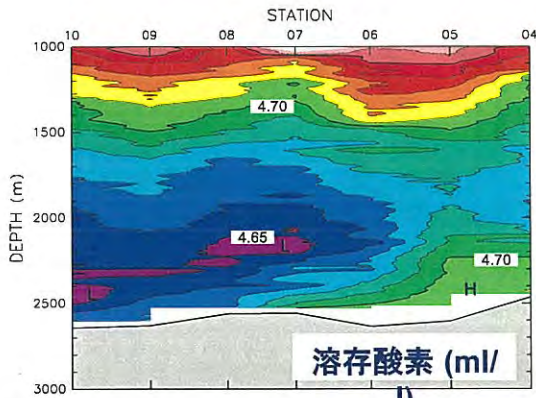 STATION
10 09 08 07 06 05 04
1000
4.70
1500
DEPTH (m)
2000
4.65
L
4.70
L
H
2500
溶存酸素 (ml/
l)
3000